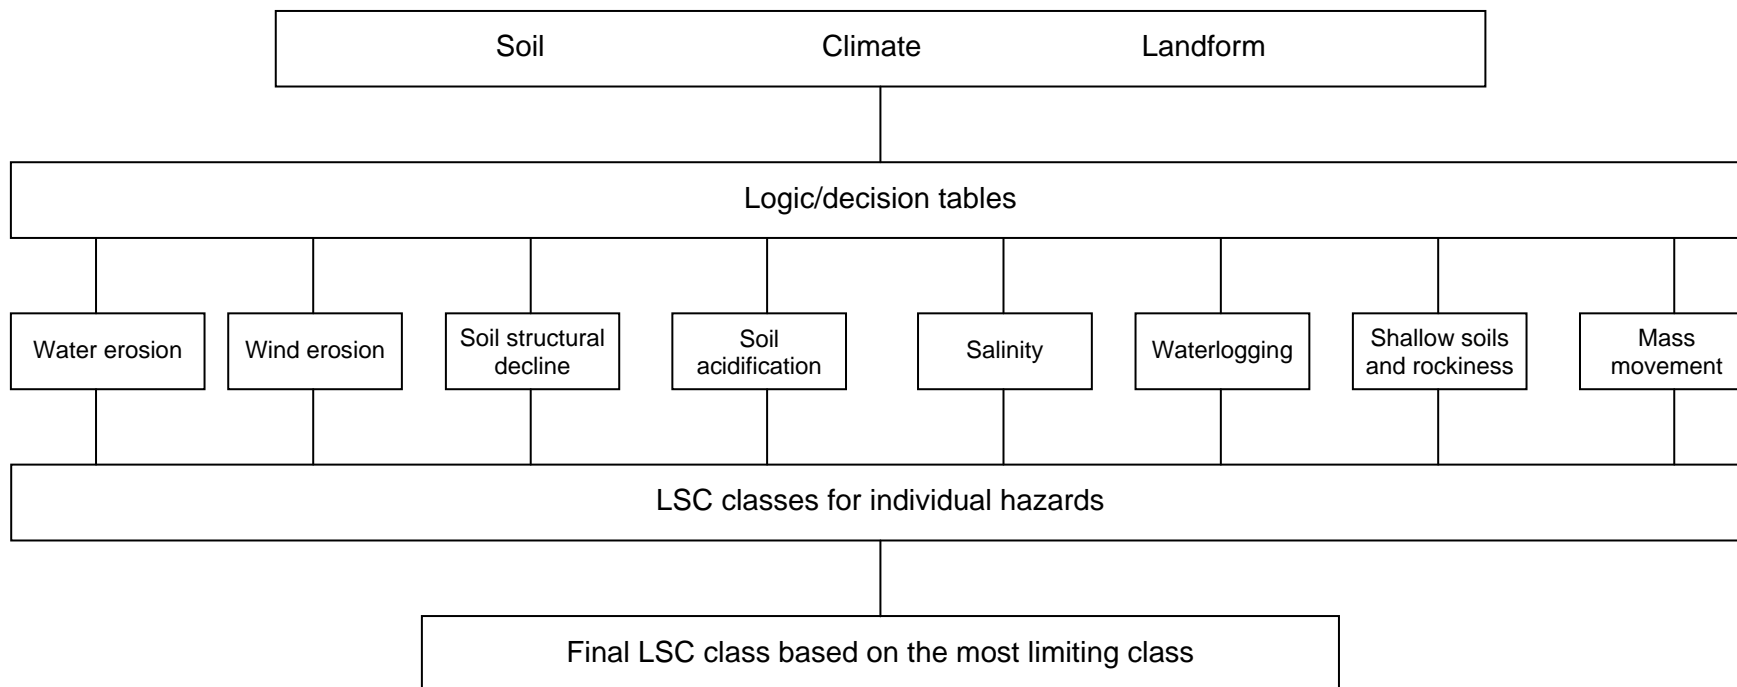 Soil Climate Landform
Logic/decision tables
Water erosion
Wind erosion
Soil structural
decline
Soil
acidification
Salinity
Waterlogging
Shallow soils
and rockiness
Mass
movement
LSC classes for individual hazards
Final LSC class based on the most limiting class